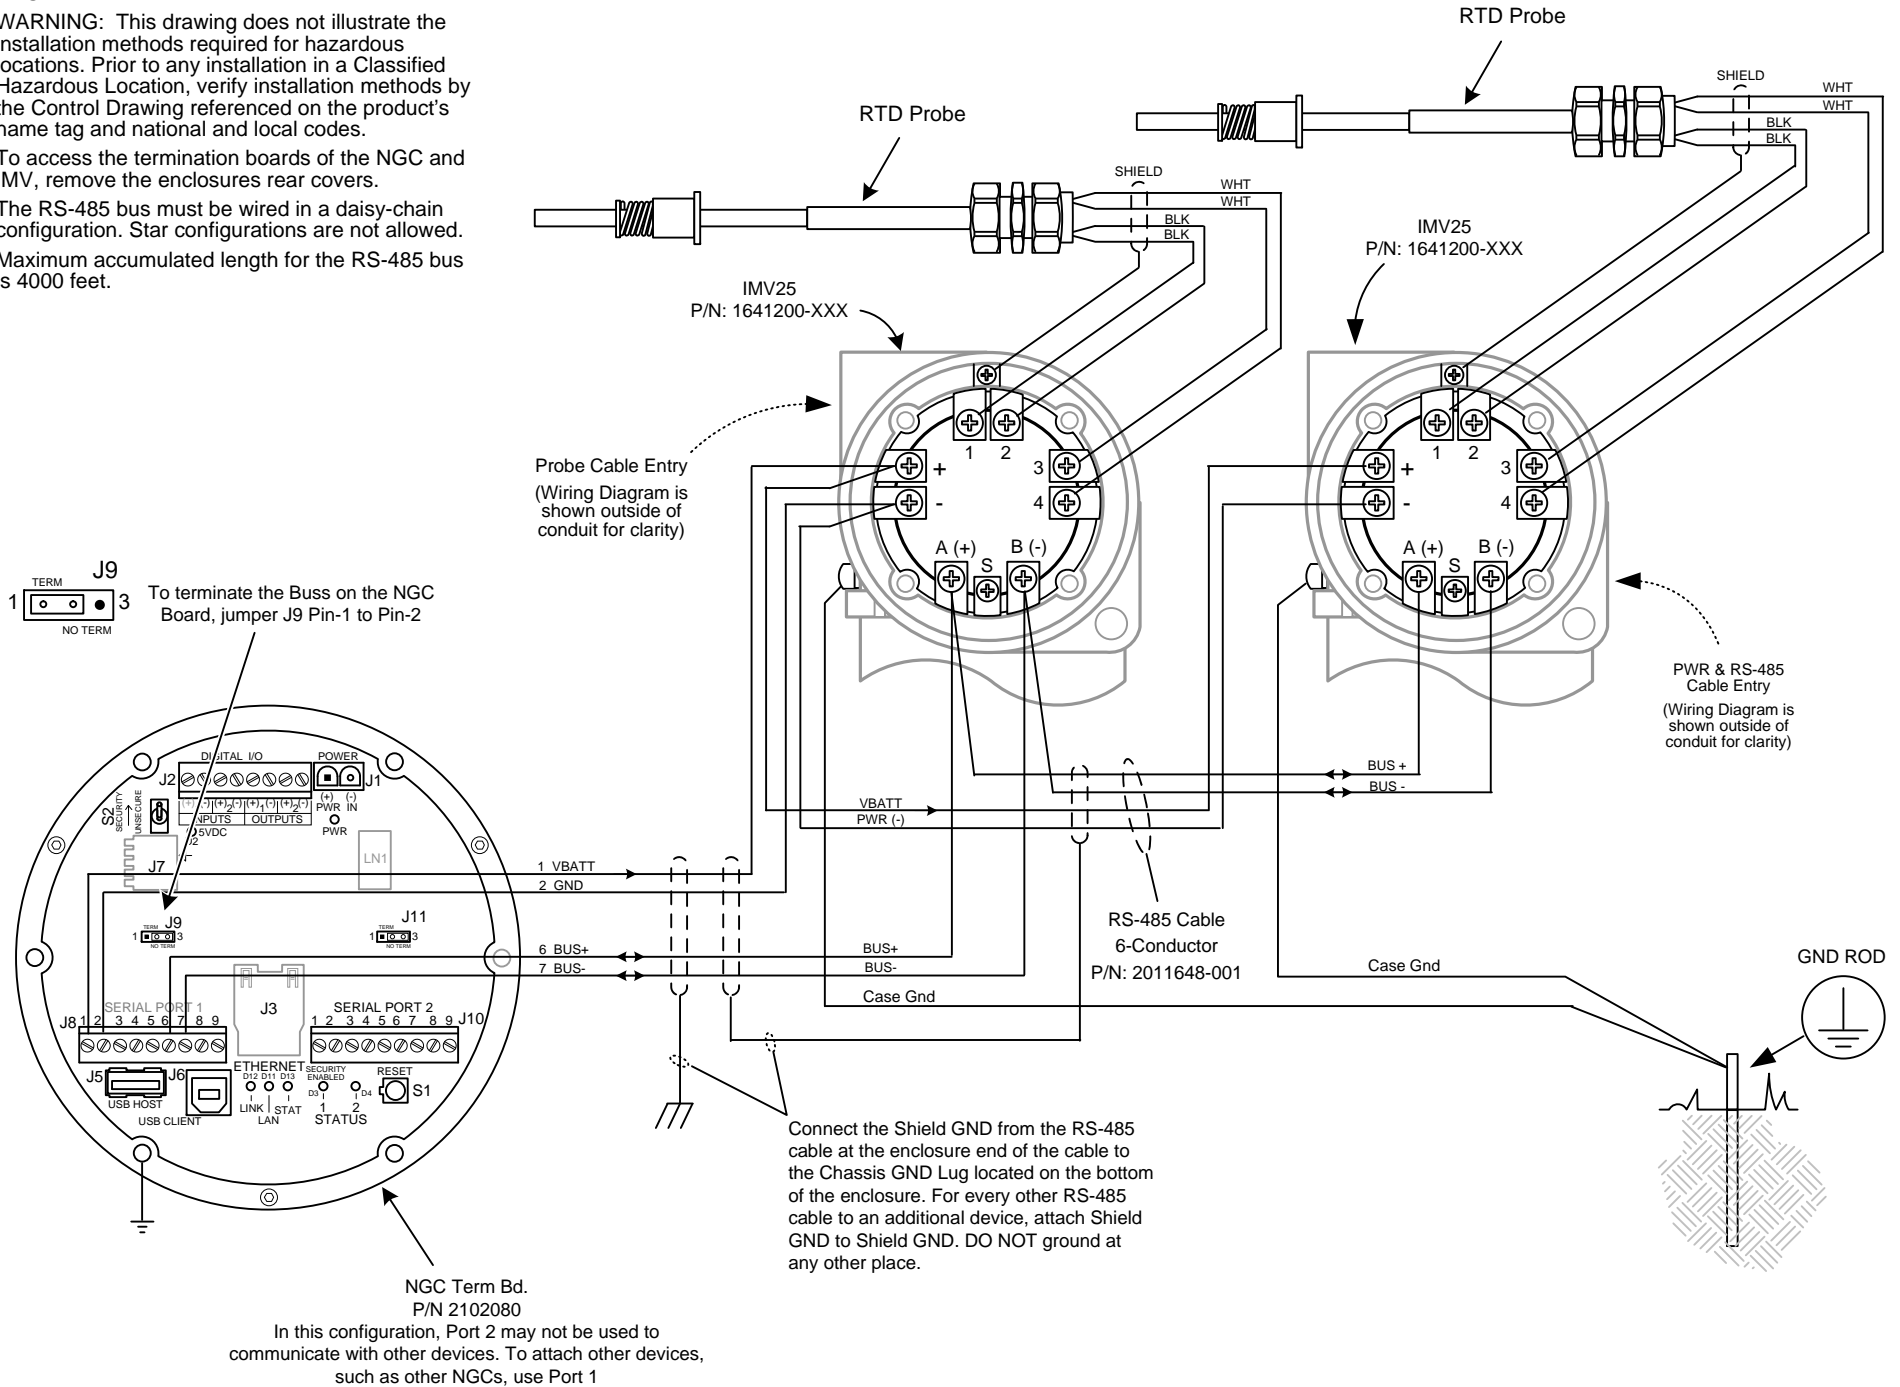 WARNING: This drawing does not illustrate the
nstallation methods required for hazardous
ocations. Prior to any installation in a Classified
Hazardous Location, verify installation methods by
the Control Drawing referenced on the product's
name tag and national and local codes.
To access the termination boards of the NGC and
MV, remove the enclosures rear covers.
The RS-485 bus must be wired in a daisy-chain
configuration. Star configurations are not allowed.
Maximum accumulated length for the RS-485 bus
s 4000 feet.
RTD Probe
SHIELD
WHT
WHT
BLK
BLK
RTD Probe
SHIELD
WHT
WHT
BLK
BLK
IMV25
P/N: 1641200-XXX
IMV25
P/N: 1641200-XXX
Probe Cable Entry
(Wiring Diagram is
shown outside of
conduit for clarity)
1 2
3
4
+
-
A (+)
S
B (-)
1 2
3
4
+
-
A (+)
S
B (-)
PWR & RS-485
Cable Entry
(Wiring Diagram is
shown outside of
conduit for clarity)
J9
TERM
1 3
NO TERM
To terminate the Buss on the NGC
Board, jumper J9 Pin-1 to Pin-2
BUS +
BUS -
VBATT
PWR (-)
DIGITAL I/O
POWER
J2
J1
(+) (-) (+) (-) (+) (-) (+) (-)
2 1 2
INPUTS OUTPUTS
(+) (-)
PWR IN
PWR
S2
SECURITY
UNSECURE
5VDC
J7
LN1
1 VBATT
2 GND
J9
TERM
1 3
NO TERM
J11
TERM
1 3
NO TERM
6 BUS+
7 BUS-
BUS+
BUS-
Case Gnd
RS-485 Cable
6-Conductor
P/N: 2011648-001
Case Gnd
GND ROD
SERIAL PORT 1
J8 1 2 3 4 5 6 7 8 9
J3
SERIAL PORT 2
1 2 3 4 5 6 7 8 9 J10
J5
USB HOST
J6
USB CLIENT
ETHERNET
D12 D11 D13
LINK
LAN
STAT
SECURITY
ENABLED
D3 D4
1 2
STATUS
RESET
S1
Connect the Shield GND from the RS-485
cable at the enclosure end of the cable to
the Chassis GND Lug located on the bottom
of the enclosure. For every other RS-485
cable to an additional device, attach Shield
GND to Shield GND. DO NOT ground at
any other place.
NGC Term Bd.
P/N 2102080
In this configuration, Port 2 may not be used to
communicate with other devices. To attach other devices,
such as other NGCs, use Port 1